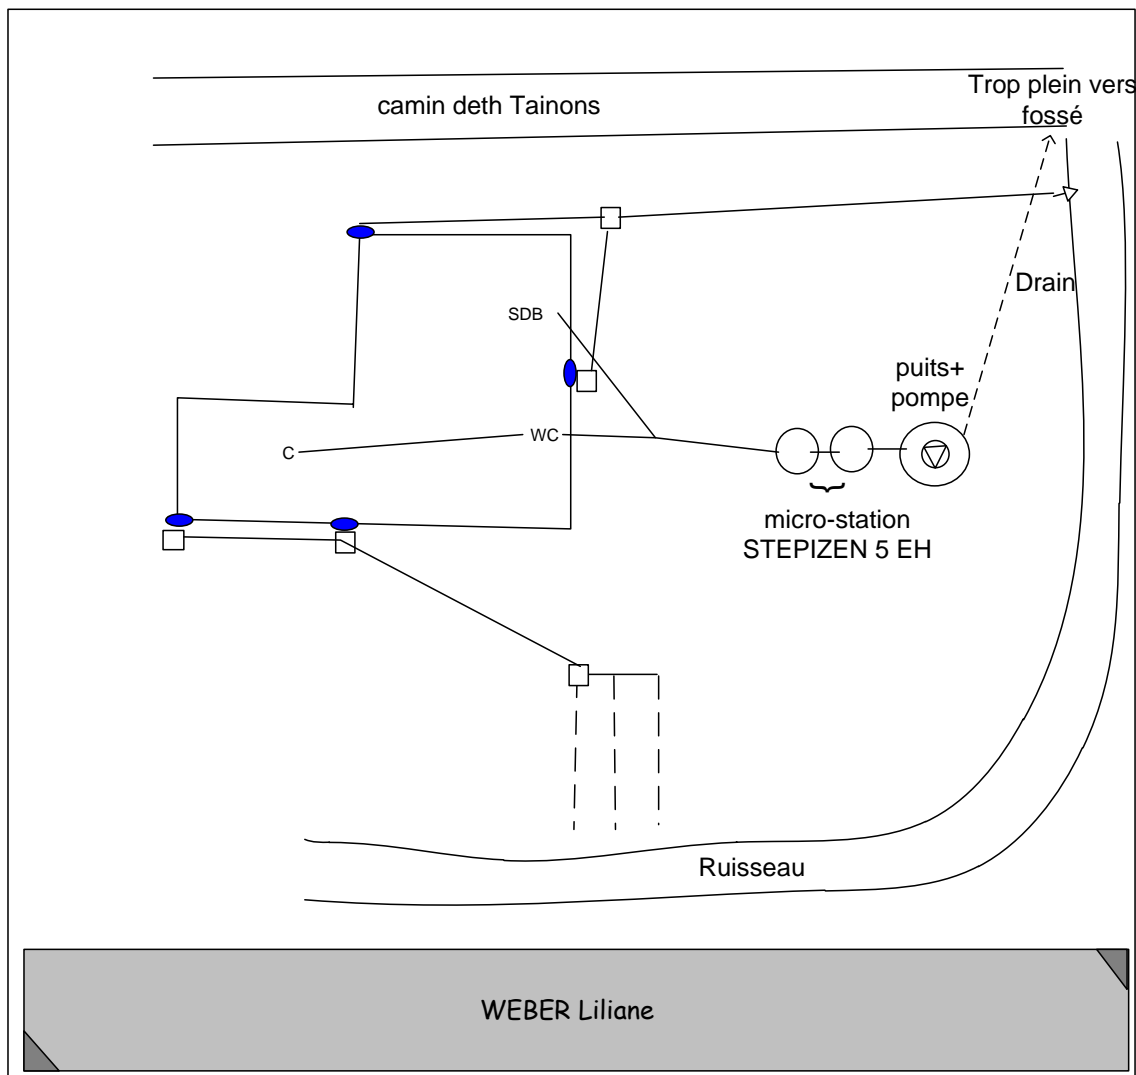 Trop plein vers
fossé
camin deth Tainons
Drain
SDB
puits+
pompe
WC
C
micro-station
STEPIZEN 5 EH
Ruisseau
WEBER Liliane